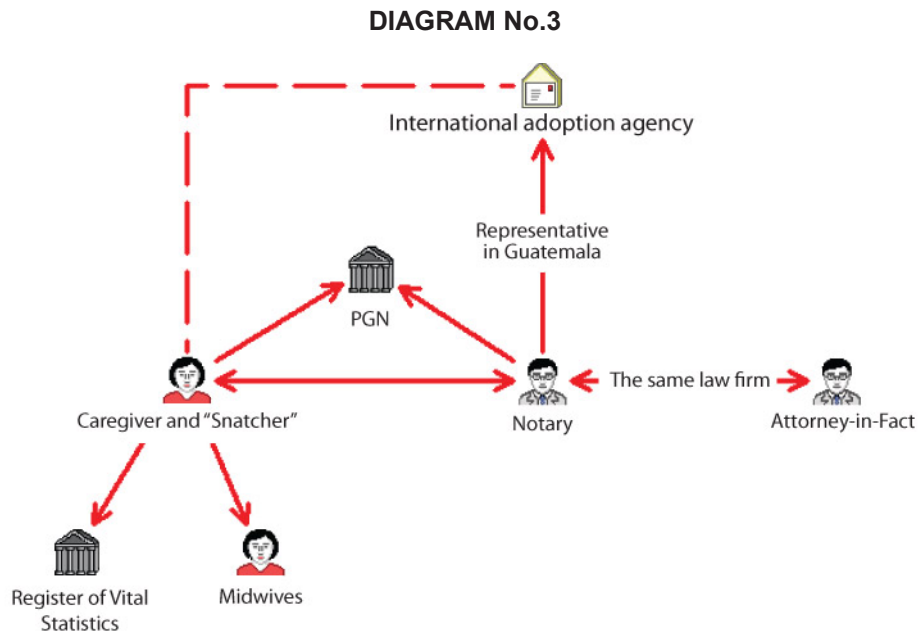 DIAGRAM No.3
International adoption agency
Representative
in Guatemala
PGN
Caregiver and “Snatcher”
Notary
The same law firm
Attorney-in-Fact
Register of Vital
Statistics
Midwives